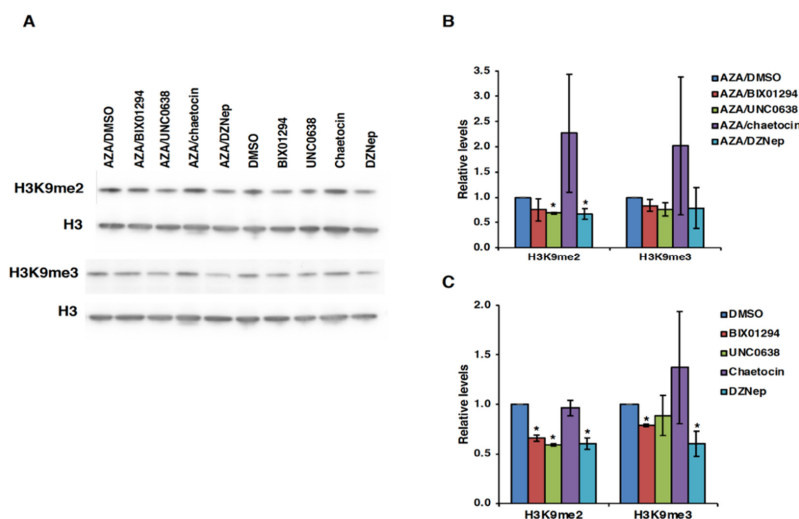 A
AZA/DMSO
AZA/BIX01294
AZA/UNC0638
AZA/chaetocin
AZA/DZNep
DMSO
BIX01294
UNC0638
Chaetocin
DZNep
H3K9me2
H3
H3K9me3
H3
B
Relative levels
3.5
3.0
2.5
2.0
1.5
1.0
0.5
0.0
*
*
H3K9me2
H3K9me3
AZA/DMSO
AZA/BIX01294
AZA/UNC0638
AZA/chaetocin
AZA/DZNep
C
Relative levels
2.0
1.5
1.0
0.5
0.0
*
*
*
*
*
H3K9me2
H3K9me3
DMSO
BIX01294
UNC0638
Chaetocin
DZNep